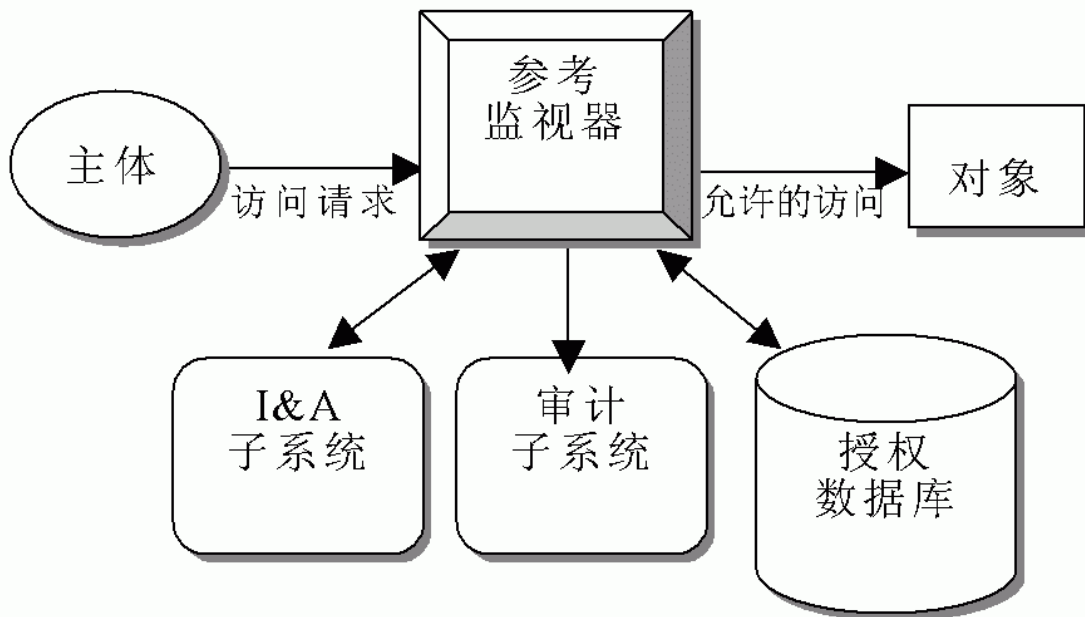 参考
监视器
主体
访问请求
允许的访问
对象
I&A
子系统
审计
子系统
授权
数据库